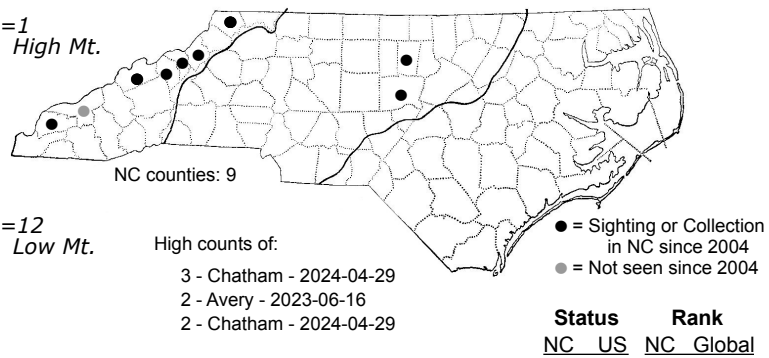 =1
High Mt.
NC counties: 9
=12
Low Mt.
High counts of:
3 - Chatham - 2024-04-29
2 - Avery - 2023-06-16
2 - Chatham - 2024-04-29
● = Sighting or Collection
in NC since 2004
● = Not seen since 2004
Status Rank
NC US NC Global